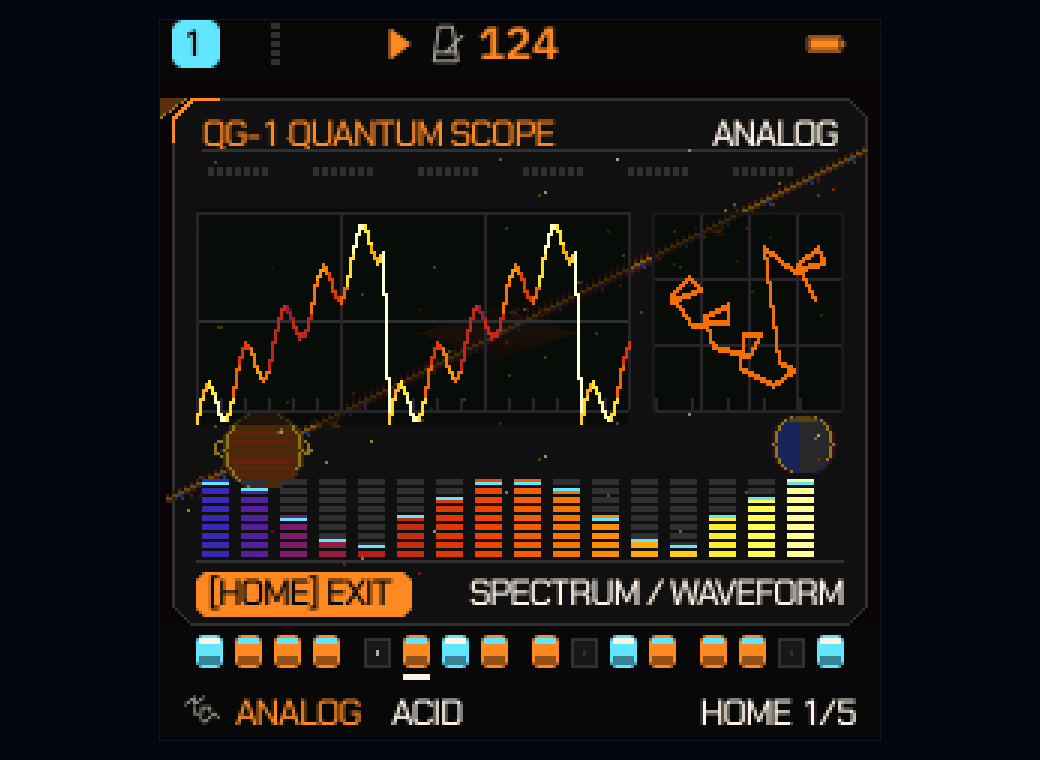 1 124
QG-1 QUANTUM SCOPE ANALOG
[HOME] EXIT SPECTRUM / WAVEFORM
ANALOG ACID HOME 1/5